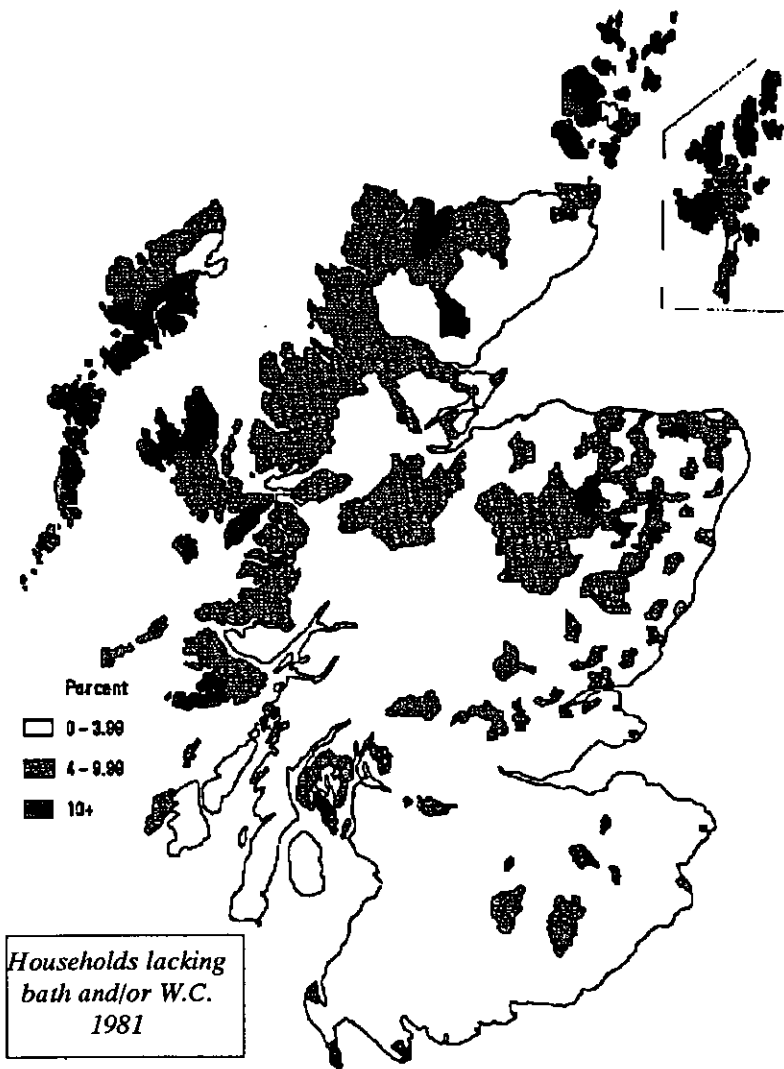 Percent
0 - 3.99
4 - 9.99
10+
Households lacking
bath and/or W.C.
1981